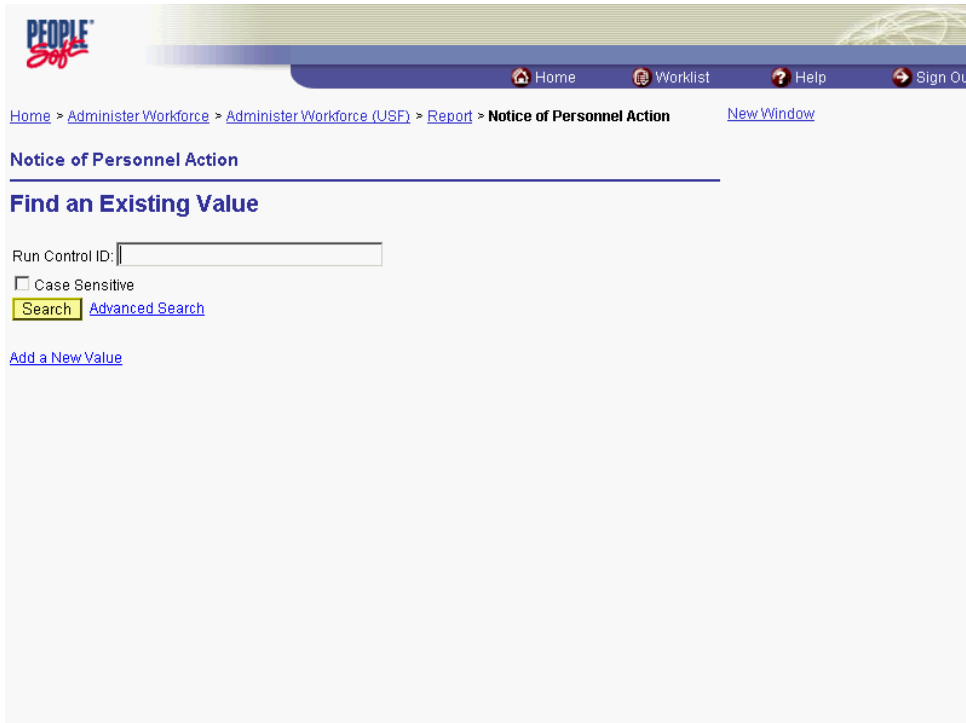 PEOPLE
Soft
Home
Worklist
Help
Sign Ou
Home > Administer Workforce > Administer Workforce (USF) > Report > Notice of Personnel Action
New Window
Notice of Personnel Action
Find an Existing Value
Run Control ID:
Case Sensitive
Search Advanced Search
Add a New Value